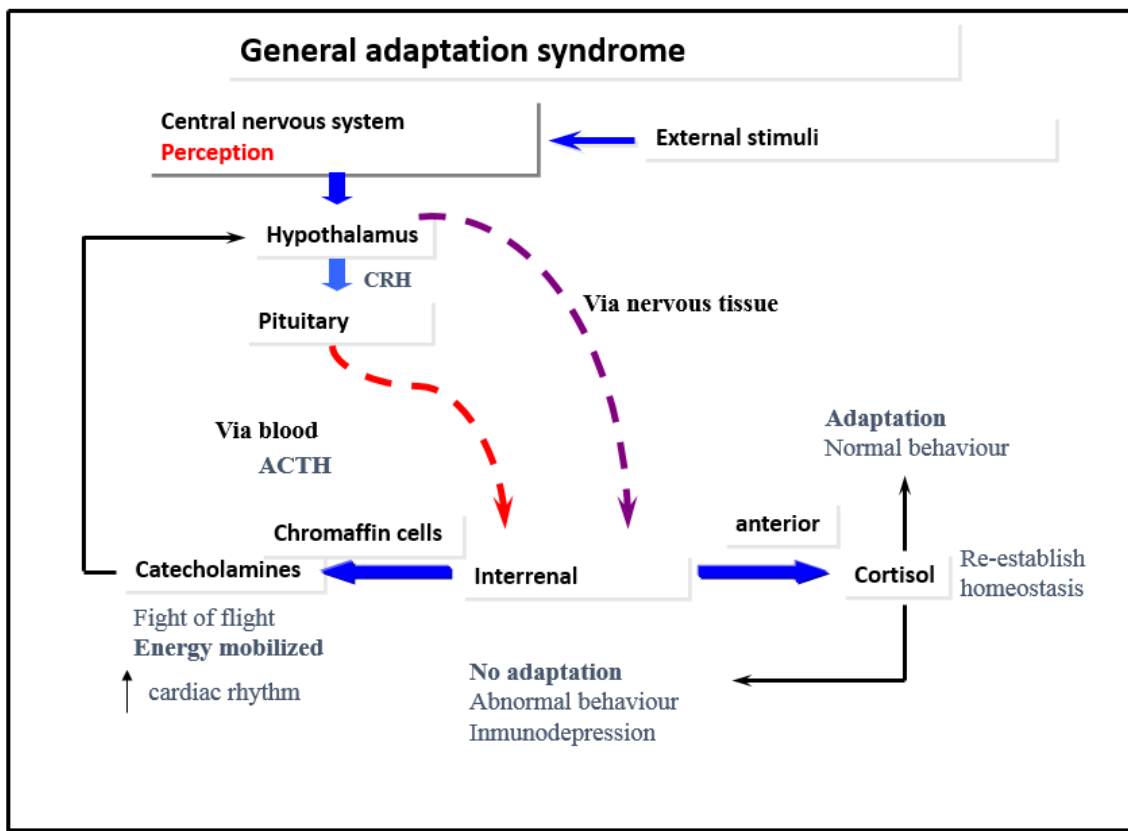 General adaptation syndrome
Central nervous system
Perception
External stimuli
Hypothalamus
CRH
Pituitary
Via nervous tissue
Via blood
ACTH
Adaptation
Normal behaviour
Chromaffin cells
anterior
Catecholamines
Interrenal
Cortisol
Re-establish
homeostasis
Fight of flight
Energy mobilized
cardiac rhythm
No adaptation
Abnormal behaviour
Inmunodepression